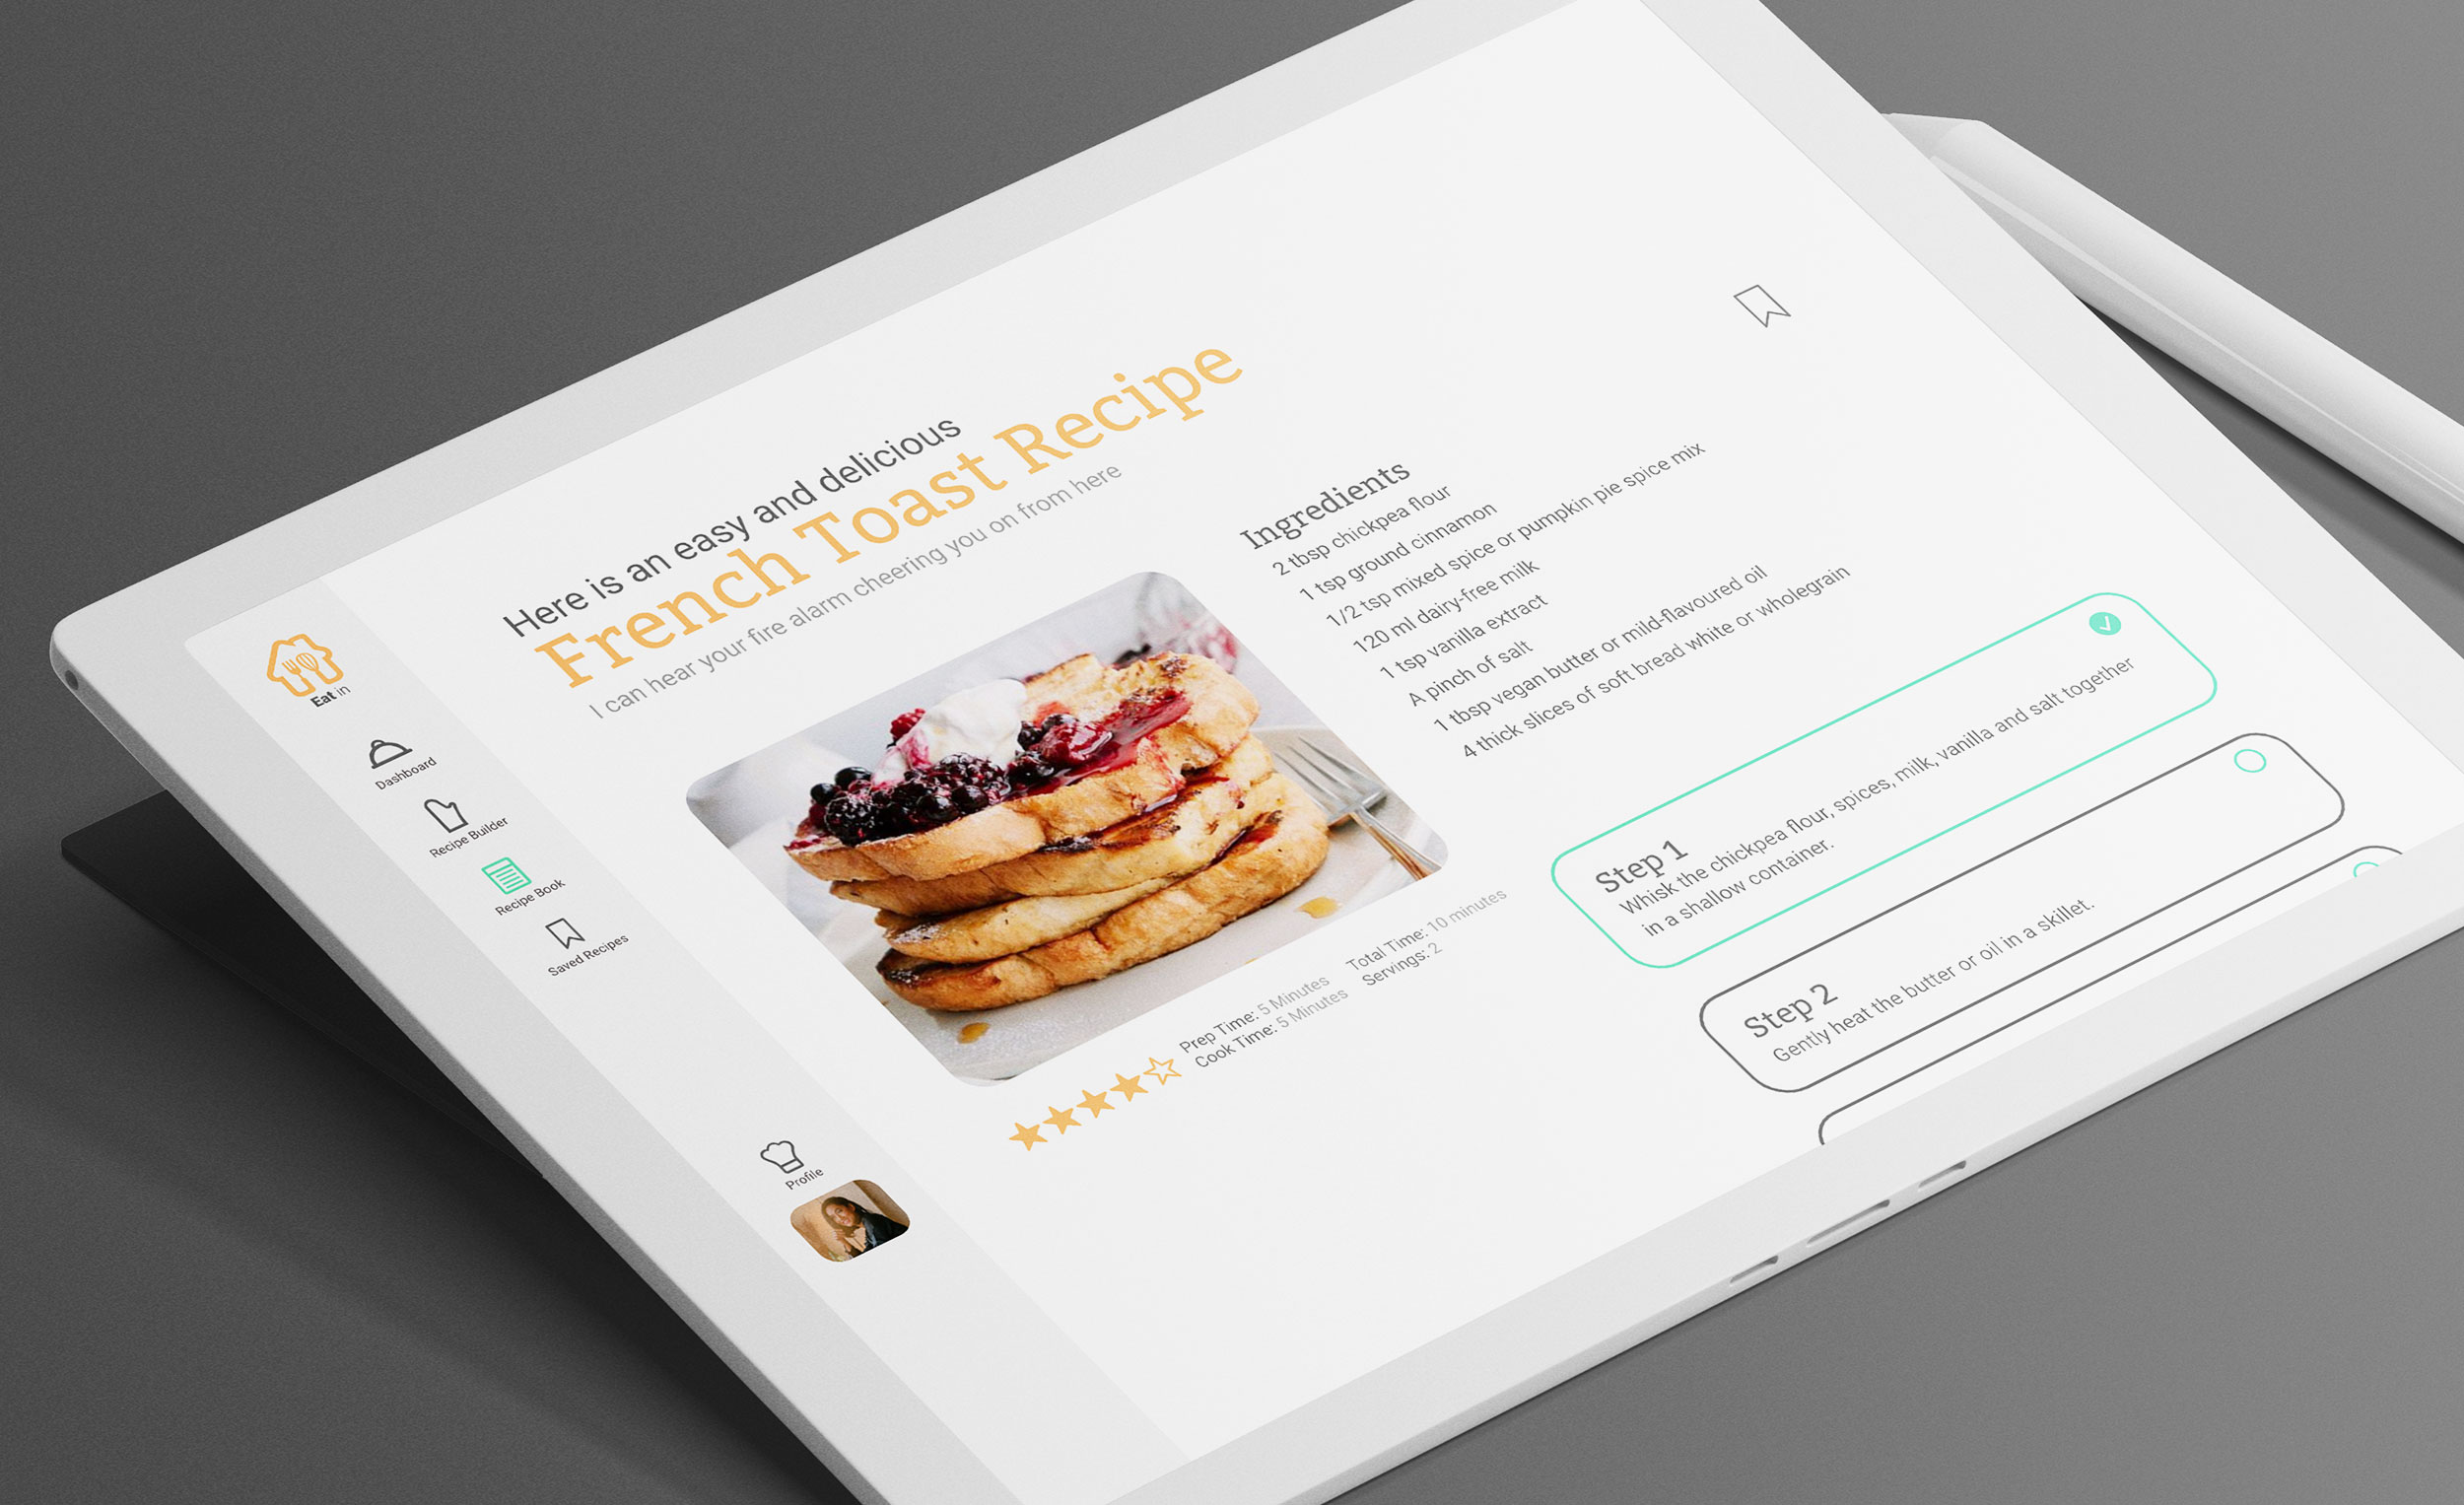 Eat in
Dashboard
Recipe Builder
Recipe Book
Saved Recipes
Profile
Here is an easy and delicious
French Toast Recipe
I can hear your fire alarm cheering you on from here
Prep Time: 5 Minutes
Cook Time: 5 Minutes
Total Time: 10 minutes
Servings: 2
Ingredients
2 tbsp chickpea flour
1 tsp ground cinnamon
1/2 tsp mixed spice or pumpkin pie spice mix
120 ml dairy-free milk
1 tsp vanilla extract
A pinch of salt
1 tbsp vegan butter or mild-flavoured oil
4 thick slices of soft bread white or wholegrain
Step 1
Whisk the chickpea flour, spices, milk, vanilla and salt together
in a shallow container.
Step 2
Gently heat the butter or oil in a skillet.